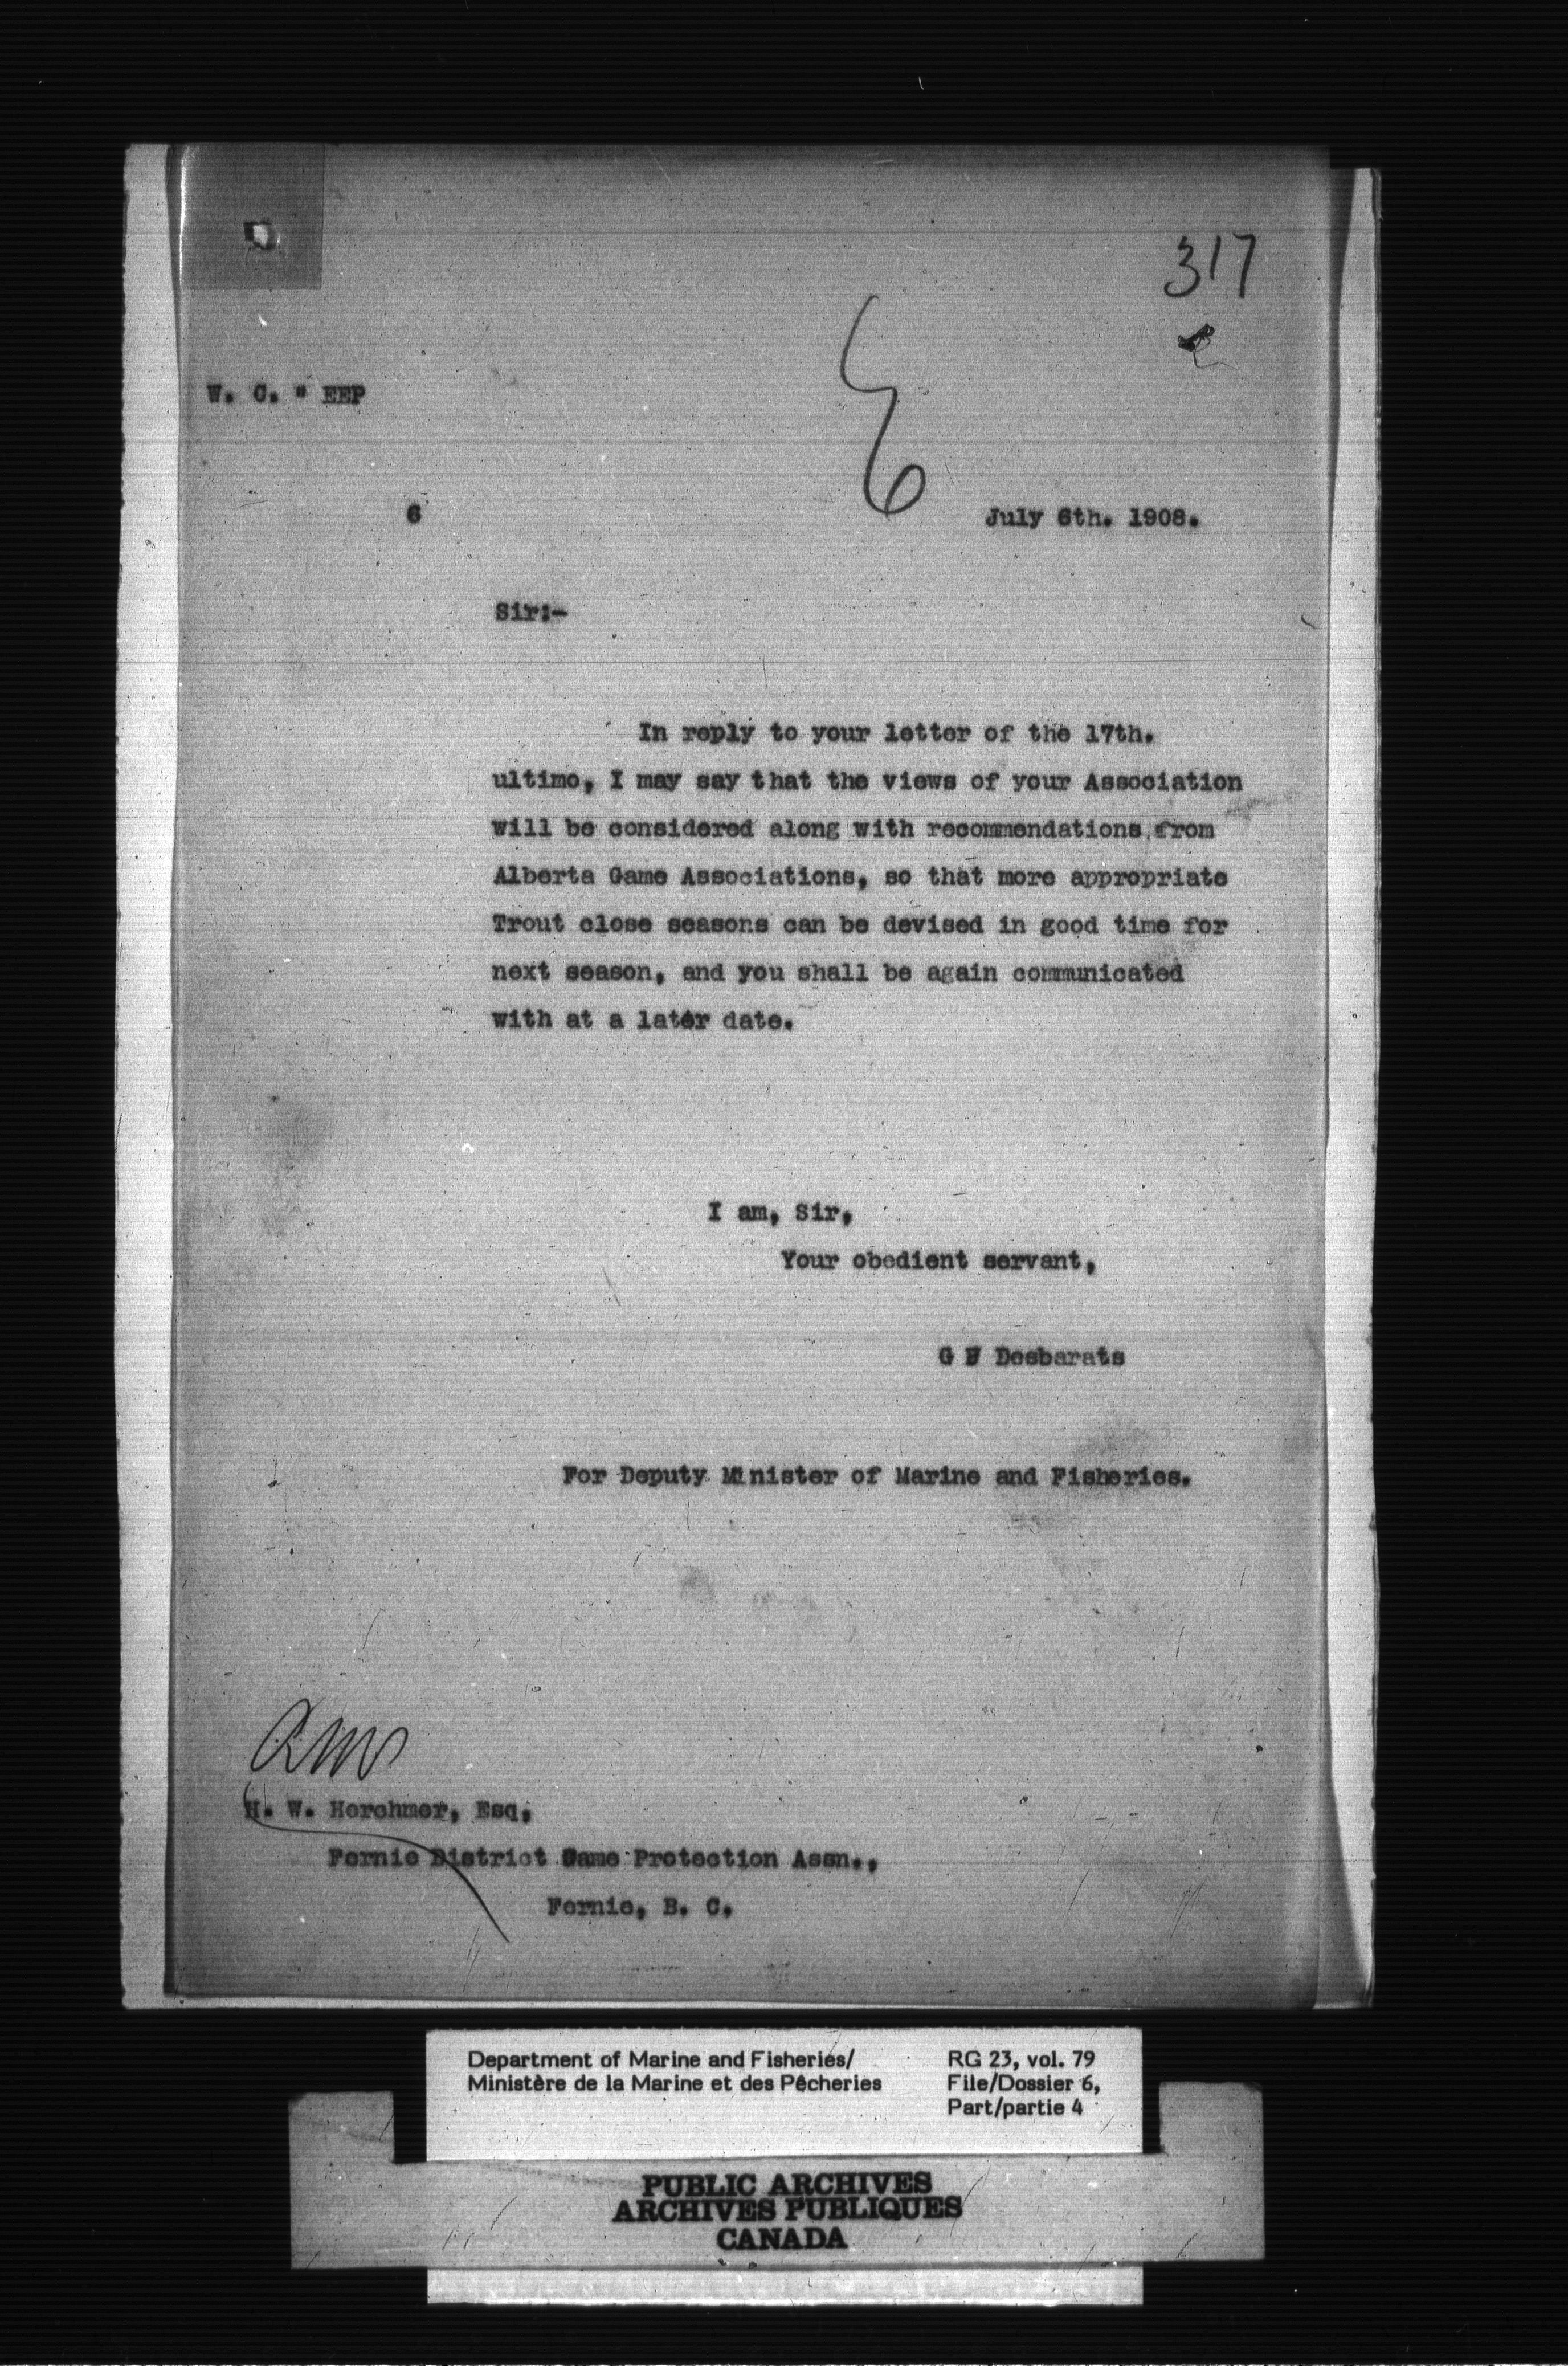 317
W. C. " EEP
6
6 July 6th. 1908.
Sir:-
In reply to your letter of the 17th.
ultimo, I may say that the views of your Association
will be considered along with recommendations from
Alberta Game Associations, so that more appropriate
Trout close seasons can be devised in good time for
next season, and you shall be again communicated
with at a later date.
I am, Sir,
Your obedient servant,
G Desbarats
For Deputy Minister of Marine and Fisheries.
H. W. Herchmer, Esq,
Fernie District Game Protection Assn.,
Fernie, B. C.
Department of Marine and Fisheries/ RG 23, vol. 79
Ministère de la Marine et des Pêcheries File/Dossier 6,
Part/partie 4
PUBLIC ARCHIVES
ARCHIVES PUBLIQUES
CANADA